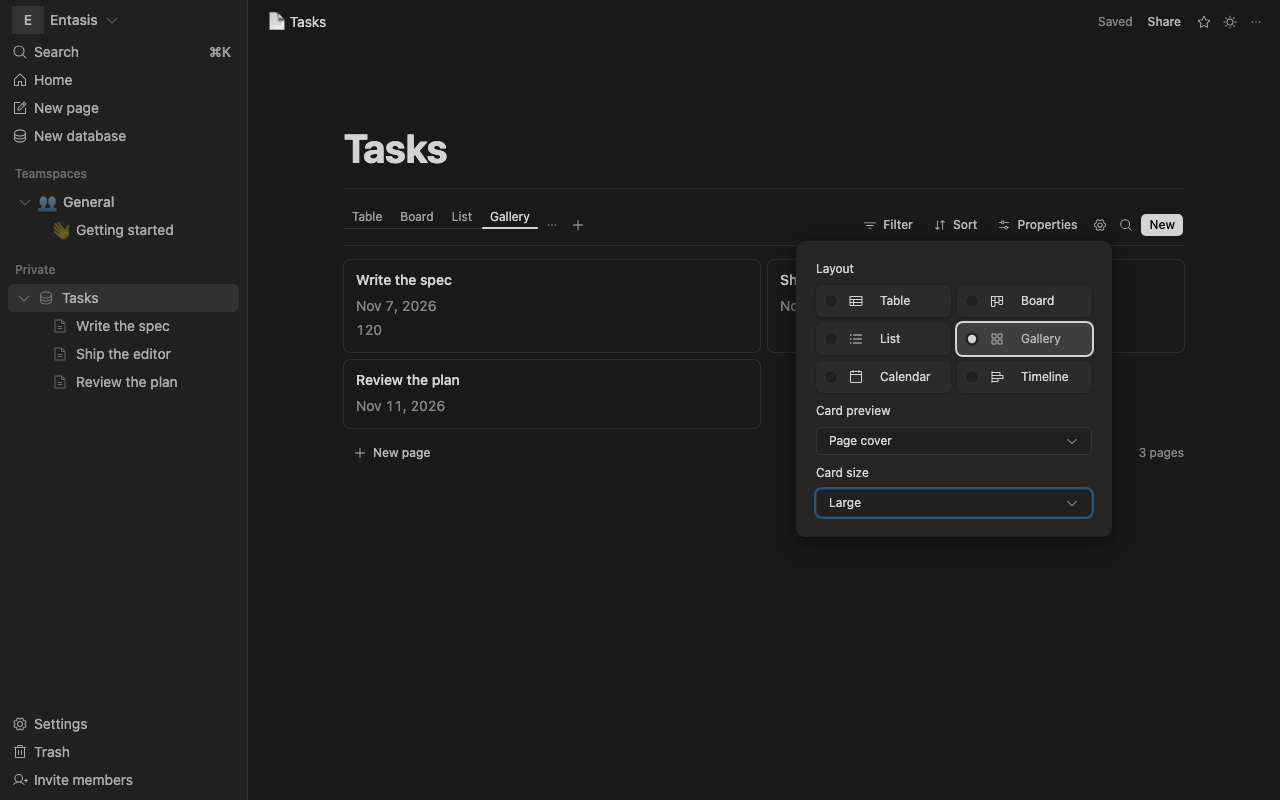 E Entasis
Search ⌘K
Home
New page
New database
Teamspaces
General
Getting started
Private
Tasks
Write the spec
Ship the editor
Review the plan
Settings
Trash
Invite members
Tasks
Saved Share
Tasks
Table Board List Gallery ... +
Filter Sort Properties New
Write the spec
Nov 7, 2026
120
Sh
No
Review the plan
Nov 11, 2026
New page
3 pages
Layout
Table Board
List Gallery
Calendar Timeline
Card preview
Page cover
Card size
Large